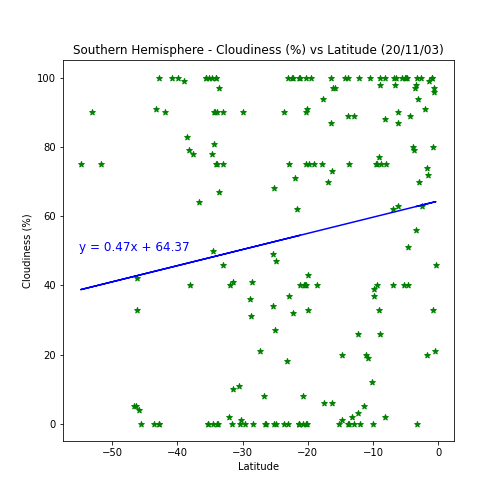 Southern Hemisphere - Cloudiness (%) vs Latitude (20/11/03)
100
80
60
40
20
0
Cloudiness (%)
y = 0.47x + 64.37
−50 −40 −30 −20 −10 0
Latitude